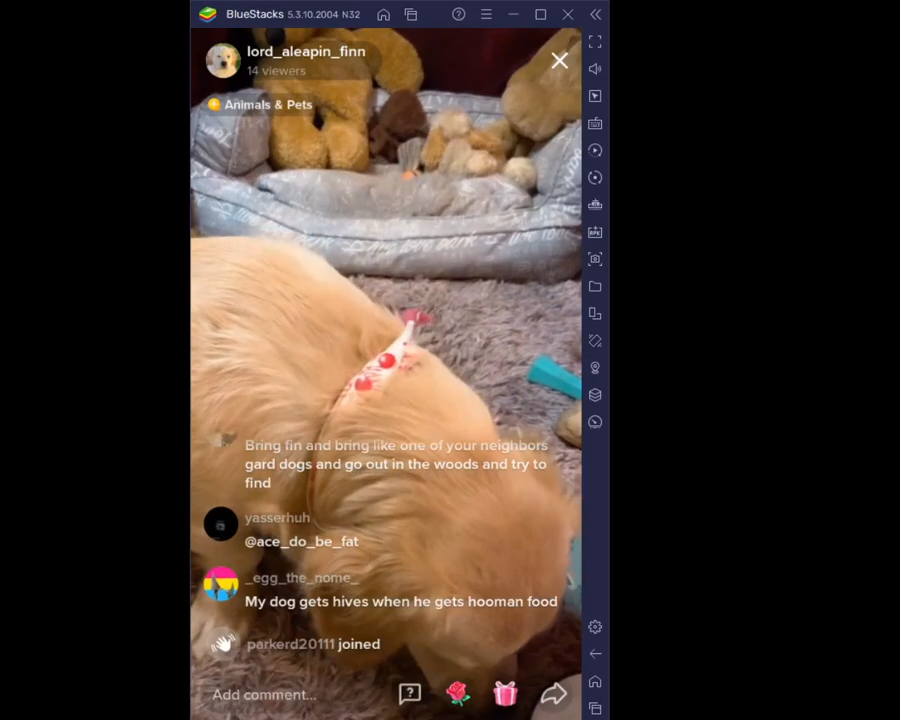 BlueStacks 5.3.10.2004 N32
lord_aleapin_finn
14 viewers
Animals & Pets
Bring fin and bring like one of your neighbors
gard dogs and go out in the woods and try to
find
yasserhuh
@ace_do_be_fat
_egg_the_nome_
My dog gets hives when he gets hooman food
parkerd20111 joined
Add comment...